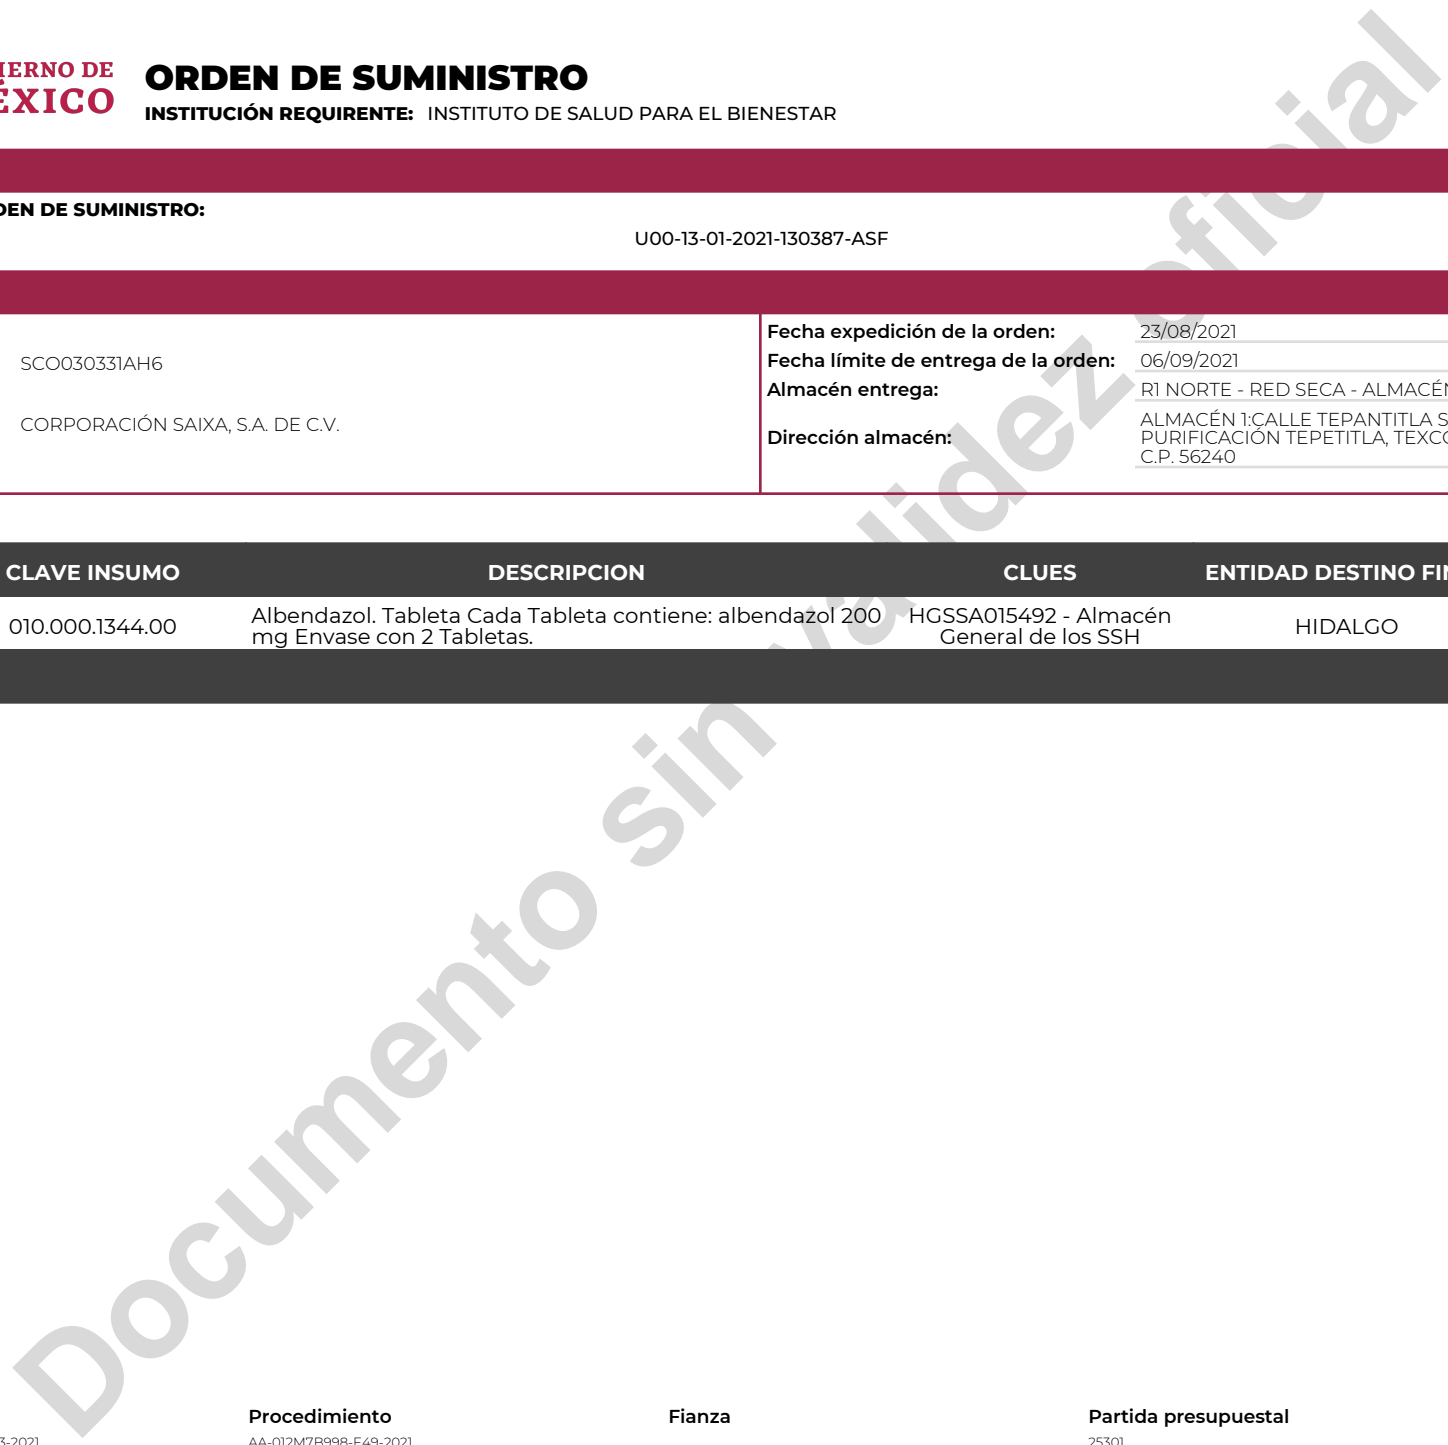 ORDEN DE SUMINISTRO
DE
INSTITUCIÓN REQUIRENTE: INSTITUTO DE SALUD PARA EL BIENESTAR
DE SUMINISTRO:
U00-13-01-2021-130387-ASF
SCO030331AH6
CORPORACIÓN SAIXA, S.A. DE C.V.
Fecha expedición de la orden: 23/08/2021
Fecha límite de entrega de la orden: 06/09/2021
Almacén entrega: R1 NORTE - RED SECA - ALMACÉN
Dirección almacén: ALMACÉN 1:CALLE TEPANTITLA
PURIFICACIÓN TEPETITLA,
C.P. 56240
CLAVE INSUMO DESCRIPCION CLUES ENTIDAD DESTINO
010.000.1344.00 Albendazol. Tableta Cada Tableta contiene: albendazol 200
mg Envase con 2 Tabletas.
HGSSA015492 - Almacén
General de los SSH
HIDALGO
Documento sin validez oficial
Procedimiento Fianza Partida presupuestal
AA-012M7B998-E49-2021 25301